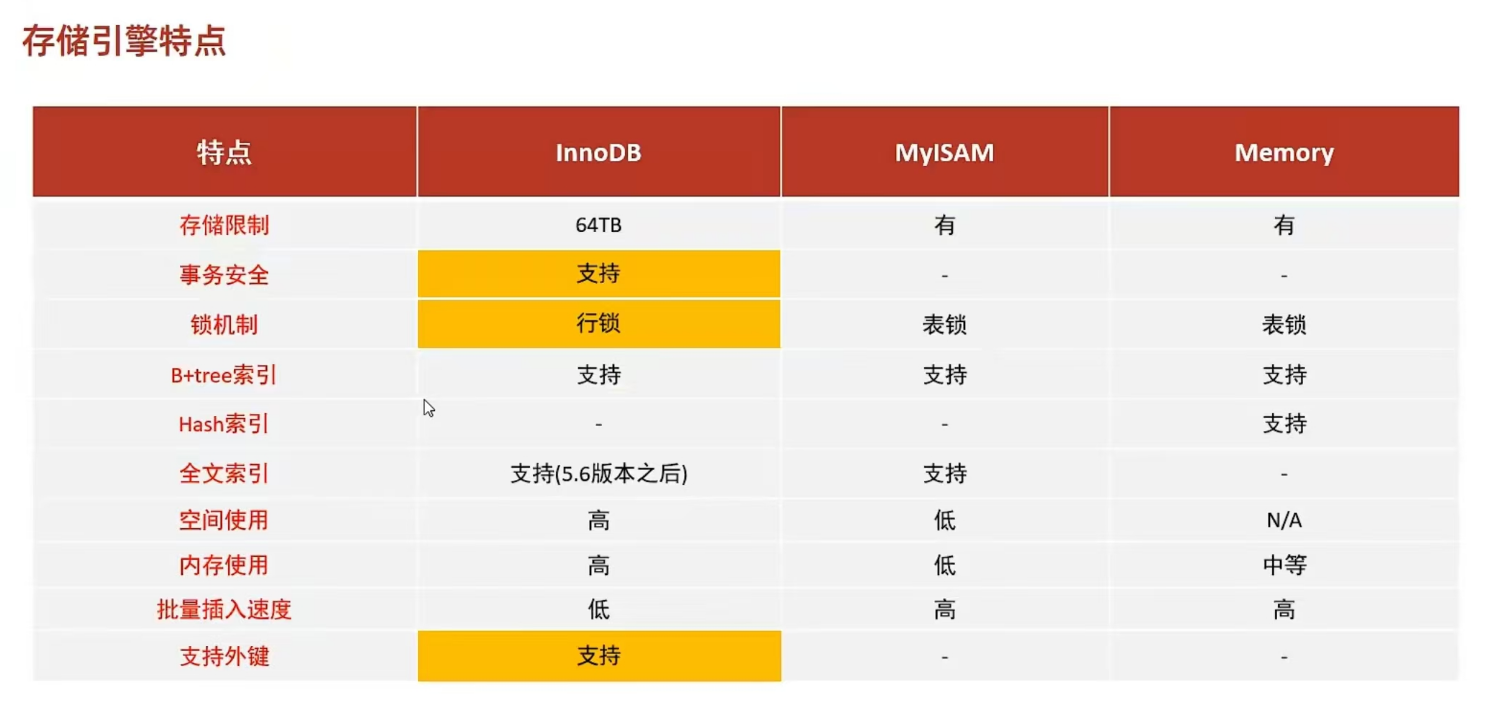 存储引擎特点
特点 InnoDB MyISAM Memory
存储限制 64TB 有 有
事务安全 支持 - -
锁机制 行锁 表锁 表锁
B+tree索引 支持 支持 支持
Hash索引 - - 支持
全文索引 支持(5.6版本之后) 支持 -
空间使用 高 低 N/A
内存使用 高 低 中等
批量插入速度 低 高 高
支持外键 支持 - -